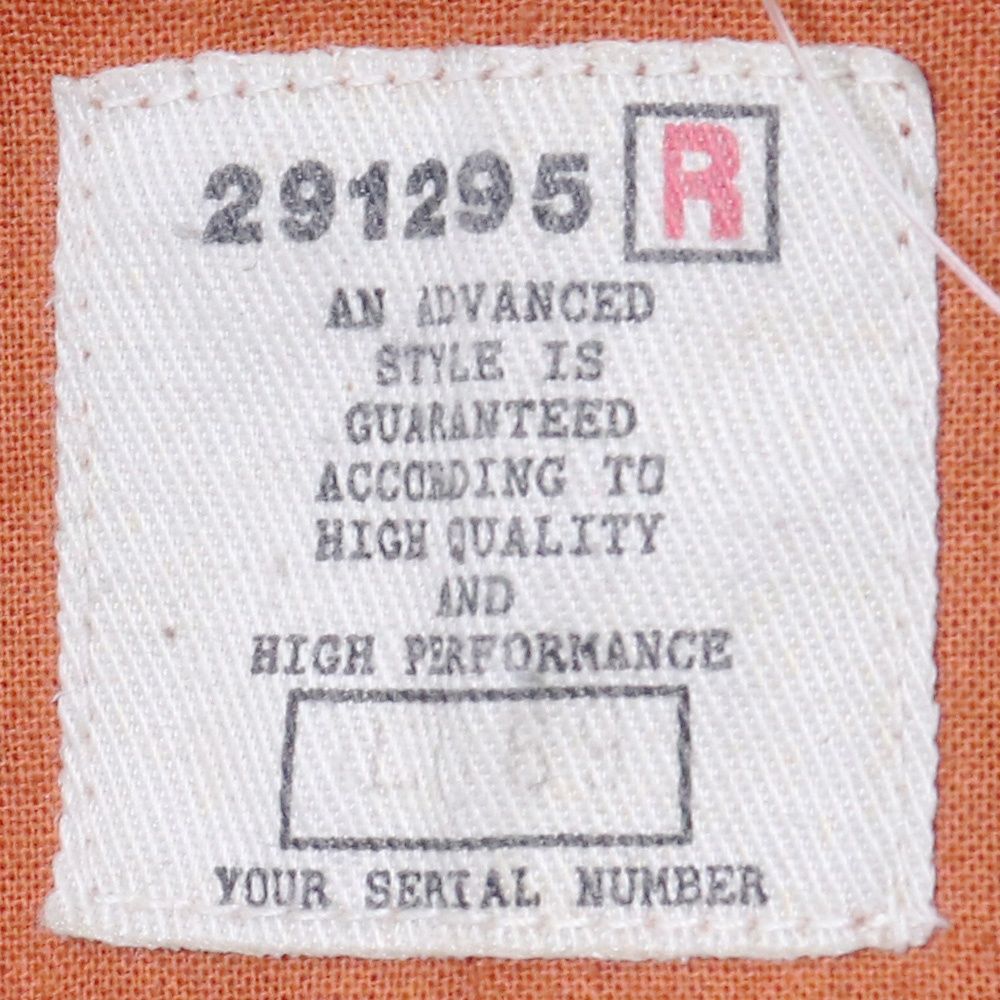 291295 R
AN ADVANCED
STYLE IS
GUARANTEED
ACCORDING TO
HIGH QUALITY
AND
HIGH PERFORMANCE
YOUR SERIAL NUMBER